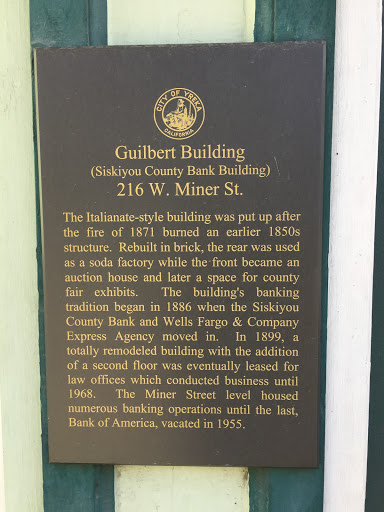 CITY OF YREKA
CALIFORNIA
Guilbert Building
(Siskiyou County Bank Building)
216 W. Miner St.
The Italianate-style building was put up after
the fire of 1871 burned an earlier 1850s
structure. Rebuilt in brick, the rear was used
as a soda factory while the front became an
auction house and later a space for county
fair exhibits. The building's banking
tradition began in 1886 when the Siskiyou
County Bank and Wells Fargo & Company
Express Agency moved in. In 1899, a
totally remodeled building with the addition
of a second floor was eventually leased for
law offices which conducted business until
1968. The Miner Street level housed
numerous banking operations until the last,
Bank of America, vacated in 1955.